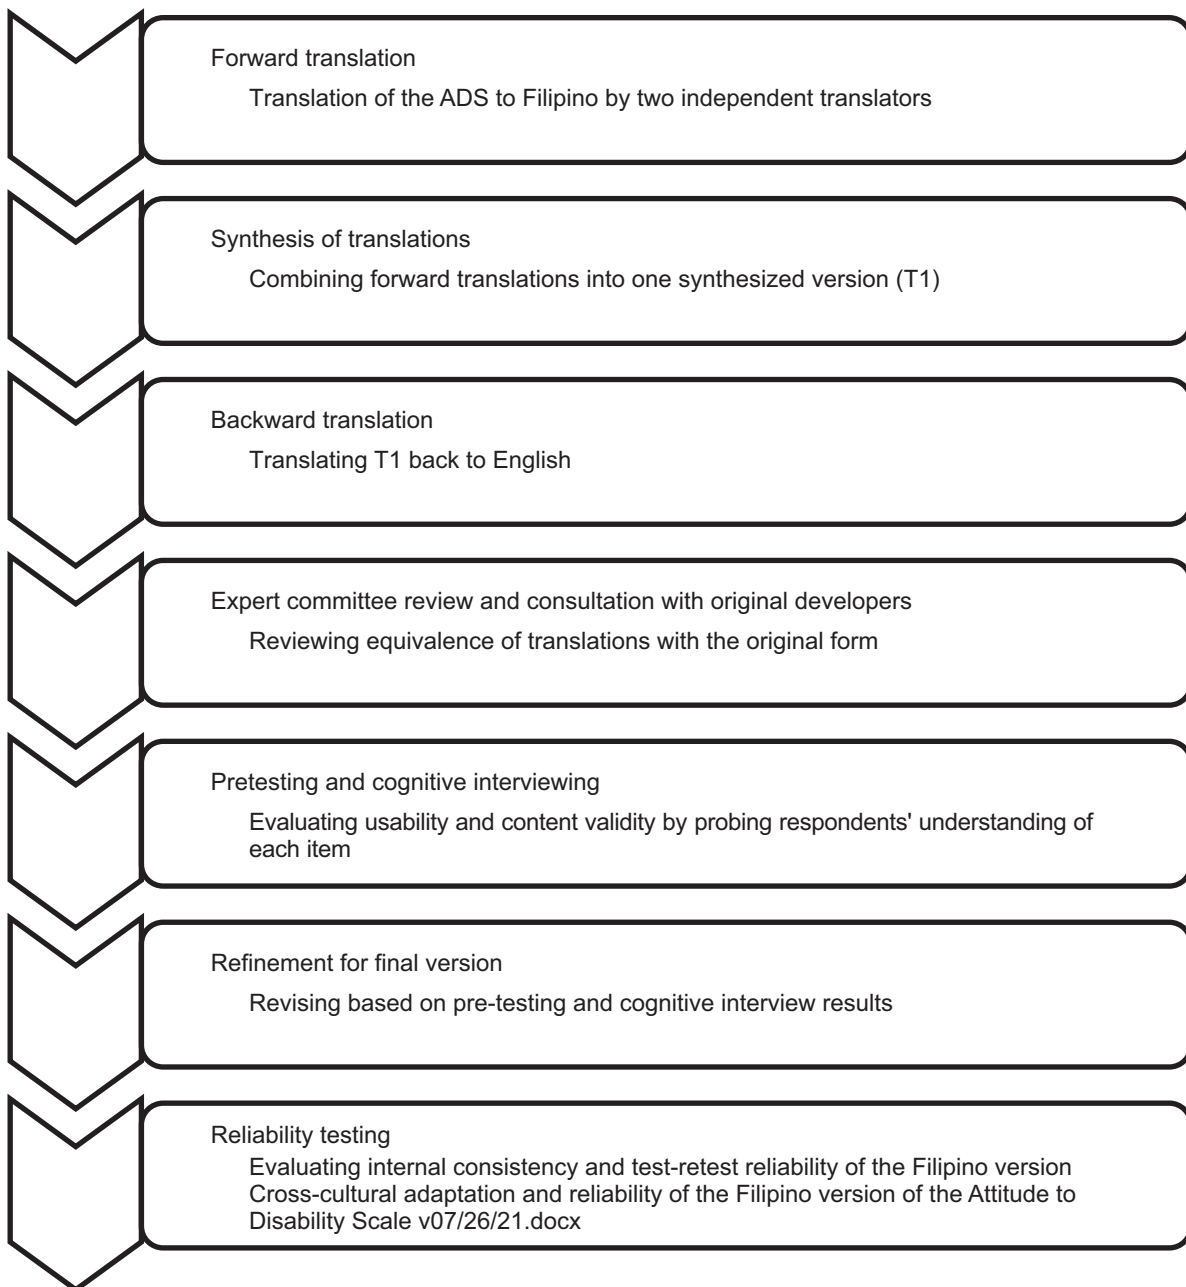 Forward translation
Translation of the ADS to Filipino by two independent translators
Synthesis of translations
Combining forward translations into one synthesized version (T1)
Backward translation
Translating T1 back to English
Expert committee review and consultation with original developers
Reviewing equivalence of translations with the original form
Pretesting and cognitive interviewing
Evaluating usability and content validity by probing respondents' understanding of
each item
Refinement for final version
Revising based on pre-testing and cognitive interview results
Reliability testing
Evaluating internal consistency and test-retest reliability of the Filipino version
Cross-cultural adaptation and reliability of the Filipino version of the Attitude to
Disability Scale v07/26/21.docx